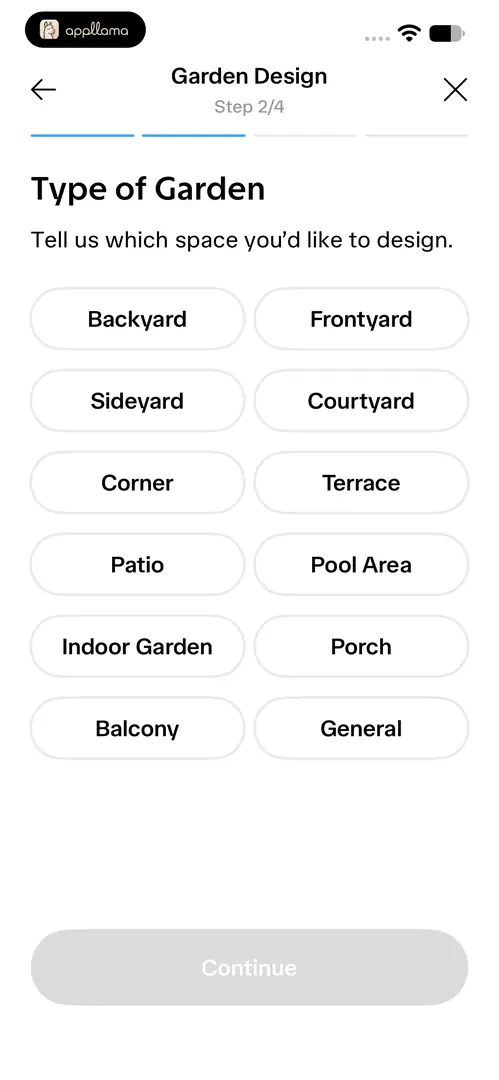 appllama
Garden Design
Step 2/4
Type of Garden
Tell us which space you’d like to design.
Backyard
Frontyard
Sideyard
Courtyard
Corner
Terrace
Patio
Pool Area
Indoor Garden
Porch
Balcony
General
Continue